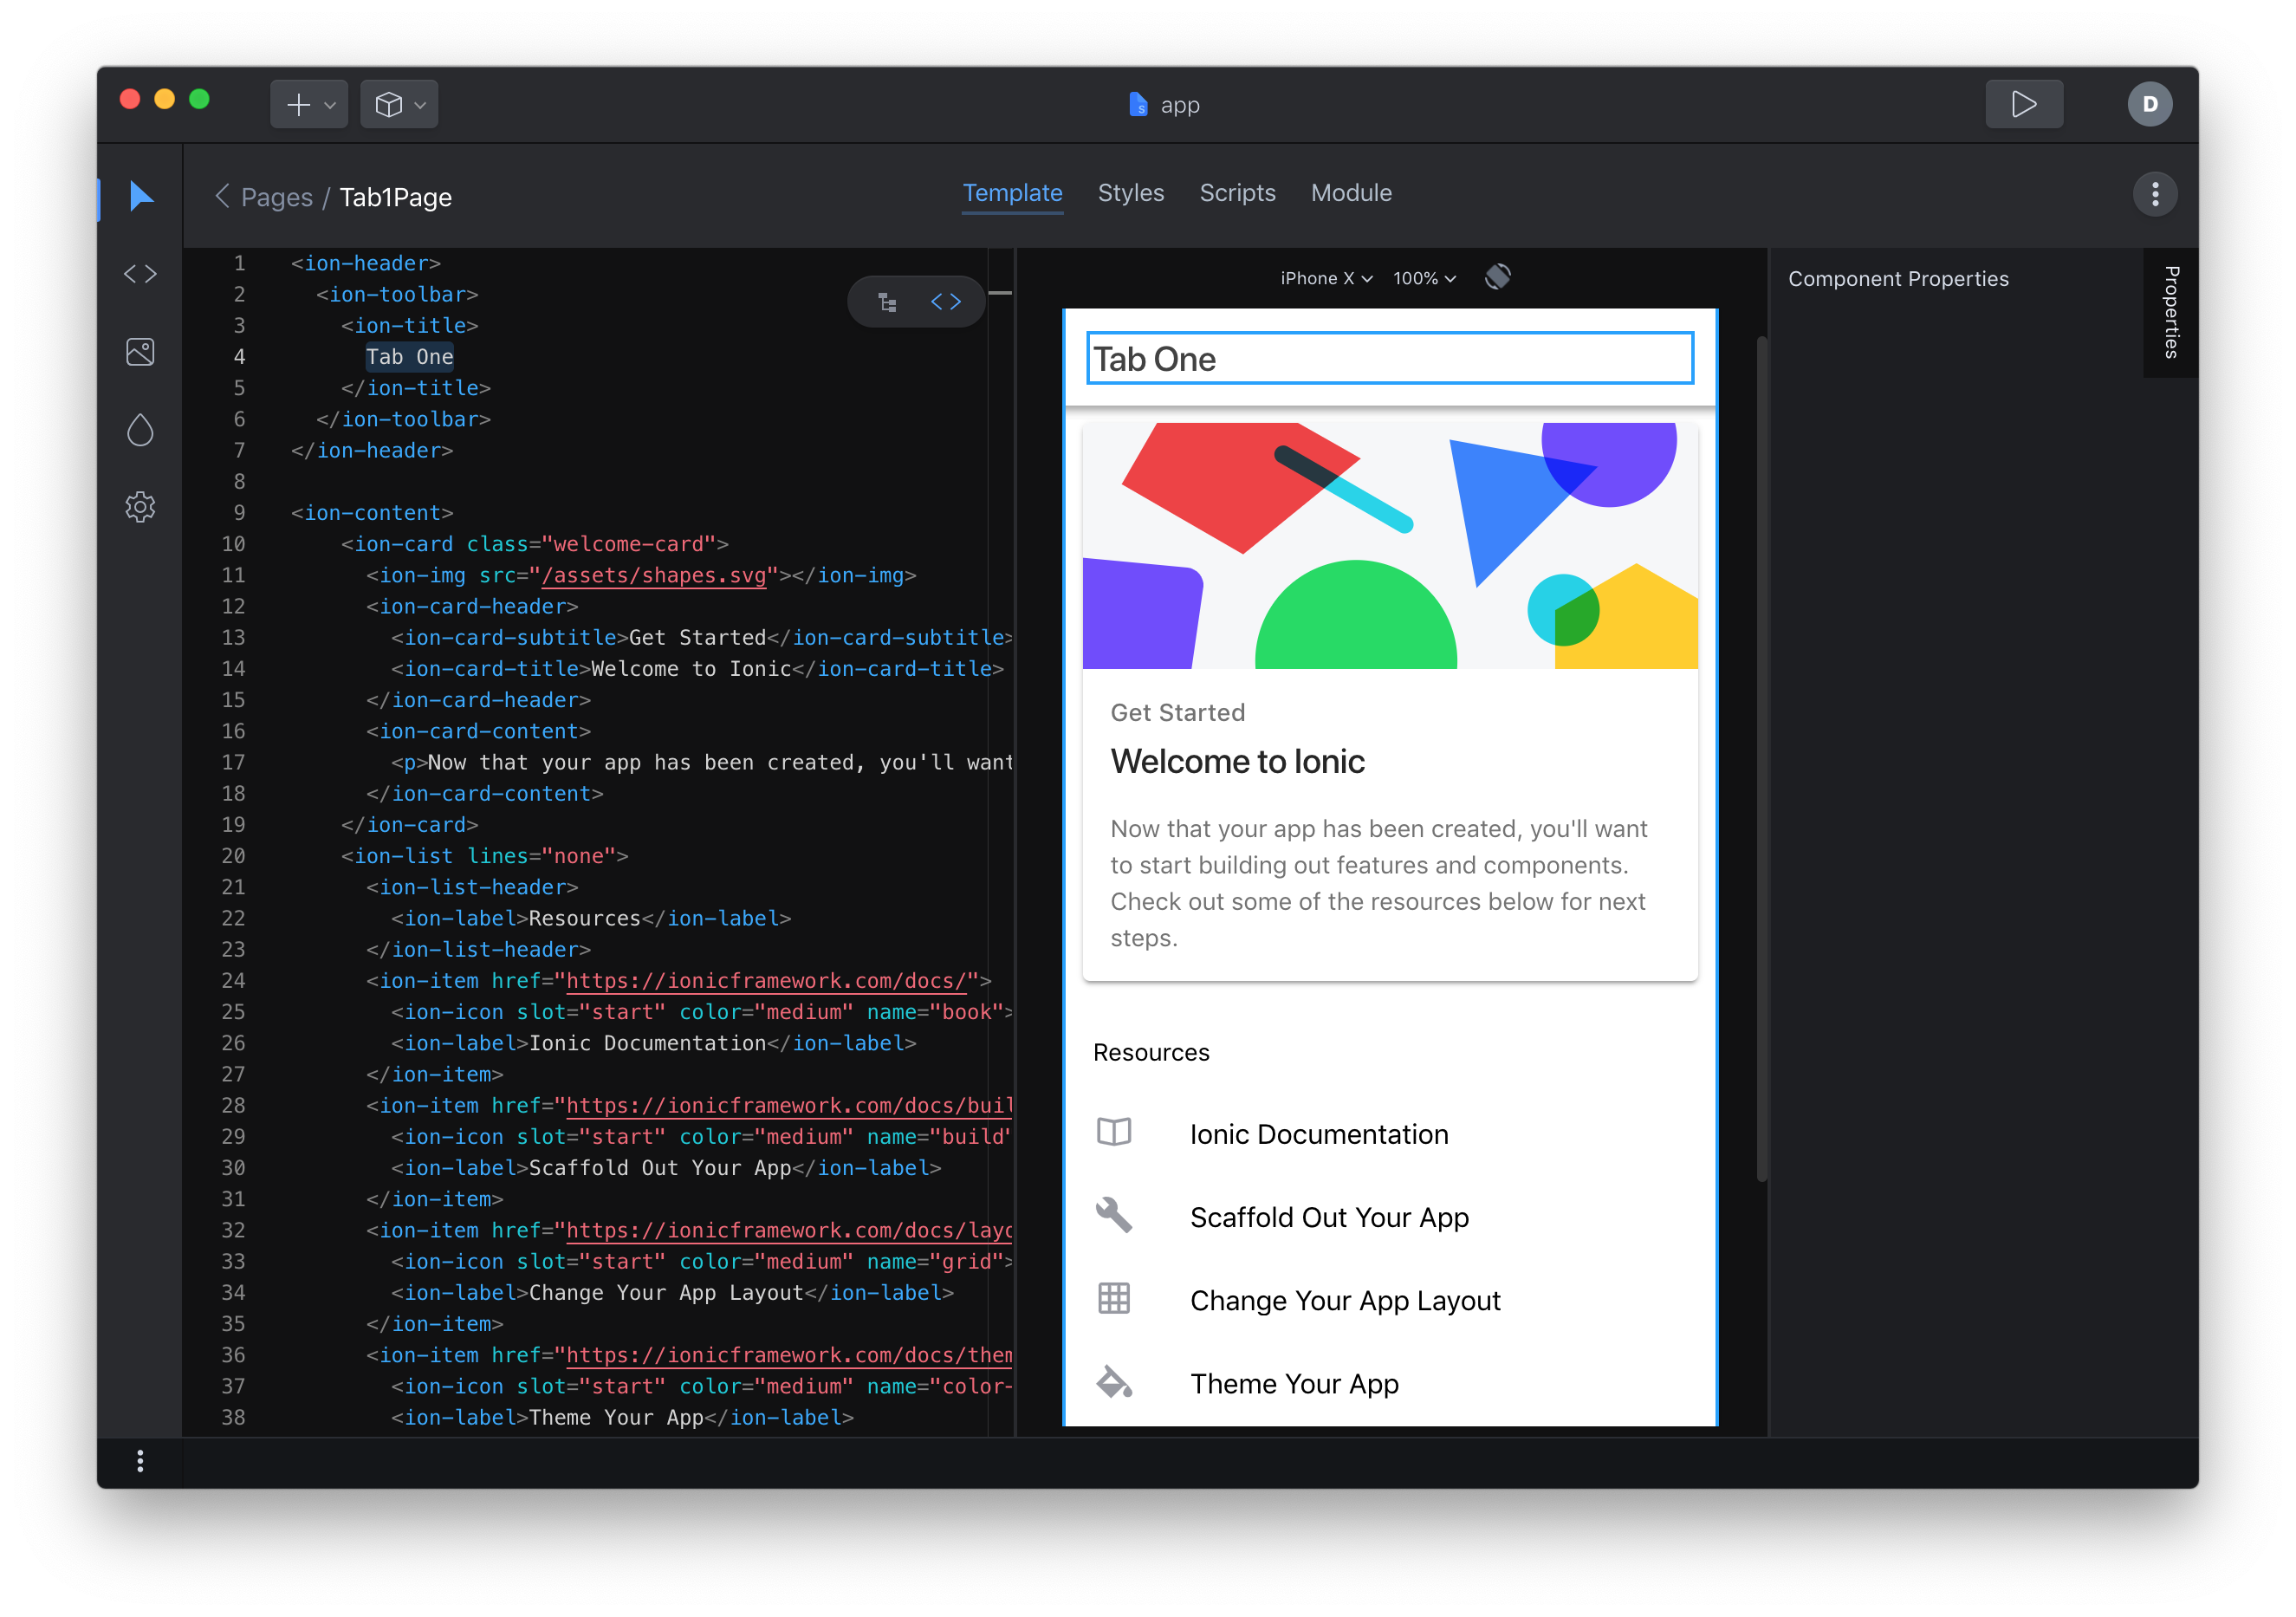 app
D
Pages / Tab1Page
Template Styles Scripts Module
1 <ion-header>
2 <ion-toolbar>
3 <ion-title>
4 Tab One
5 </ion-title>
6 </ion-toolbar>
7 </ion-header>
8
9 <ion-content>
10 <ion-card class="welcome-card">
11 <ion-img src="/assets/shapes.svg"></ion-img>
12 <ion-card-header>
13 <ion-card-subtitle>Get Started</ion-card-subtitle>
14 <ion-card-title>Welcome to Ionic</ion-card-title>
15 </ion-card-header>
16 <ion-card-content>
17 <p>Now that your app has been created, you'll want
18 </ion-card-content>
19 </ion-card>
20 <ion-list lines="none">
21 <ion-list-header>
22 <ion-label>Resources</ion-label>
23 </ion-list-header>
24 <ion-item href="https://ionicframework.com/docs/">
25 <ion-icon slot="start" color="medium" name="book">
26 <ion-label>Ionic Documentation</ion-label>
27 </ion-item>
28 <ion-item href="https://ionicframework.com/docs/buil
29 <ion-icon slot="start" color="medium" name="build"
30 <ion-label>Scaffold Out Your App</ion-label>
31 </ion-item>
32 <ion-item href="https://ionicframework.com/docs/layo
33 <ion-icon slot="start" color="medium" name="grid">
34 <ion-label>Change Your App Layout</ion-label>
35 </ion-item>
36 <ion-item href="https://ionicframework.com/docs/them
37 <ion-icon slot="start" color="medium" name="color-
38 <ion-label>Theme Your App</ion-label>
iPhone X 100%
Tab One
Get Started
Welcome to Ionic
Now that your app has been created, you'll want
to start building out features and components.
Check out some of the resources below for next
steps.
Resources
Ionic Documentation
Scaffold Out Your App
Change Your App Layout
Theme Your App
Component Properties
Properties